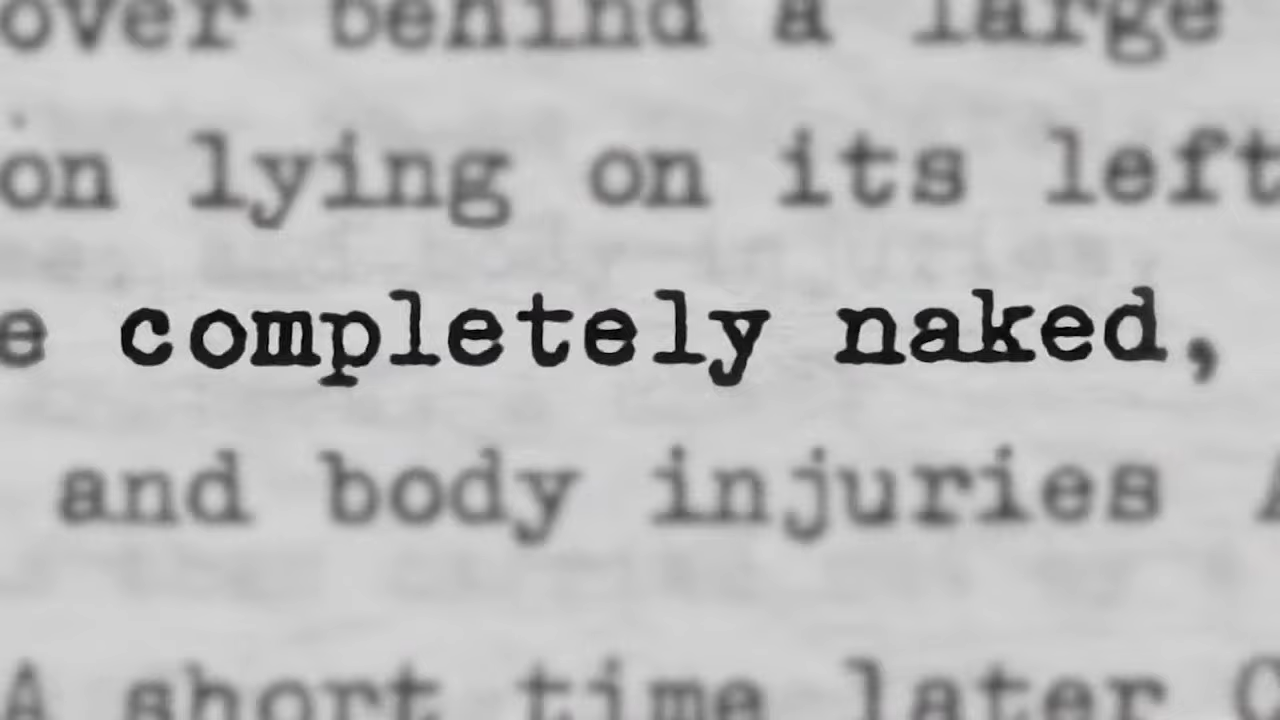 over behind a large
on lying on its left
e completely naked,
and body injuries A
A short time later